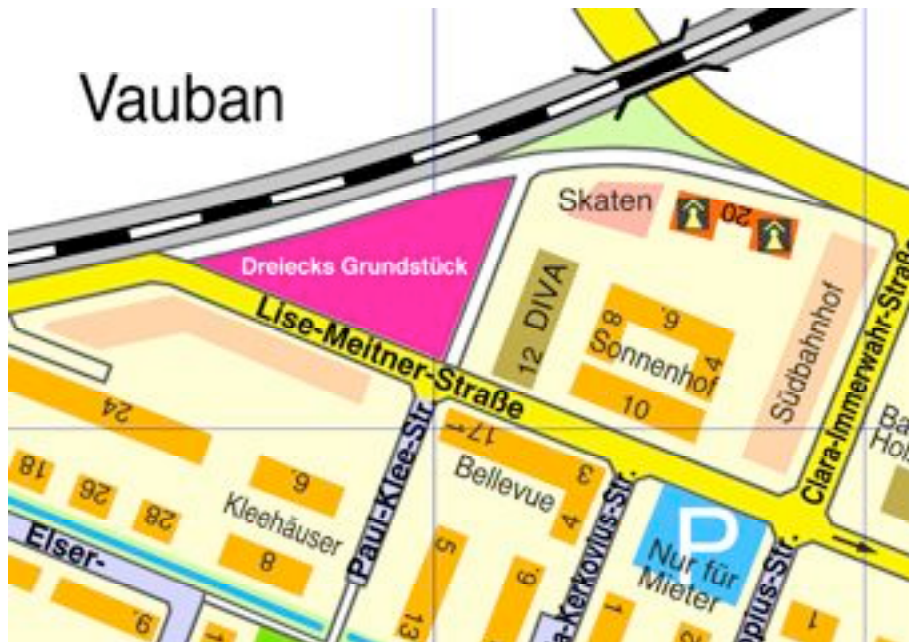 Vauban
Skaten
20
Dreiecks Grundstück
12 DIVA
8
6
4
Sonnenhof
10
Südbahnhof
Clara-Immerwahr-Straße
Lise-Meitner-Straße
24
18
26
28
6
Kleehäuser
8
Paul-Klee-Str.
17
3
Bellevue
4
5
13
P
Nur für
Mieter
1
1
Elser-
9